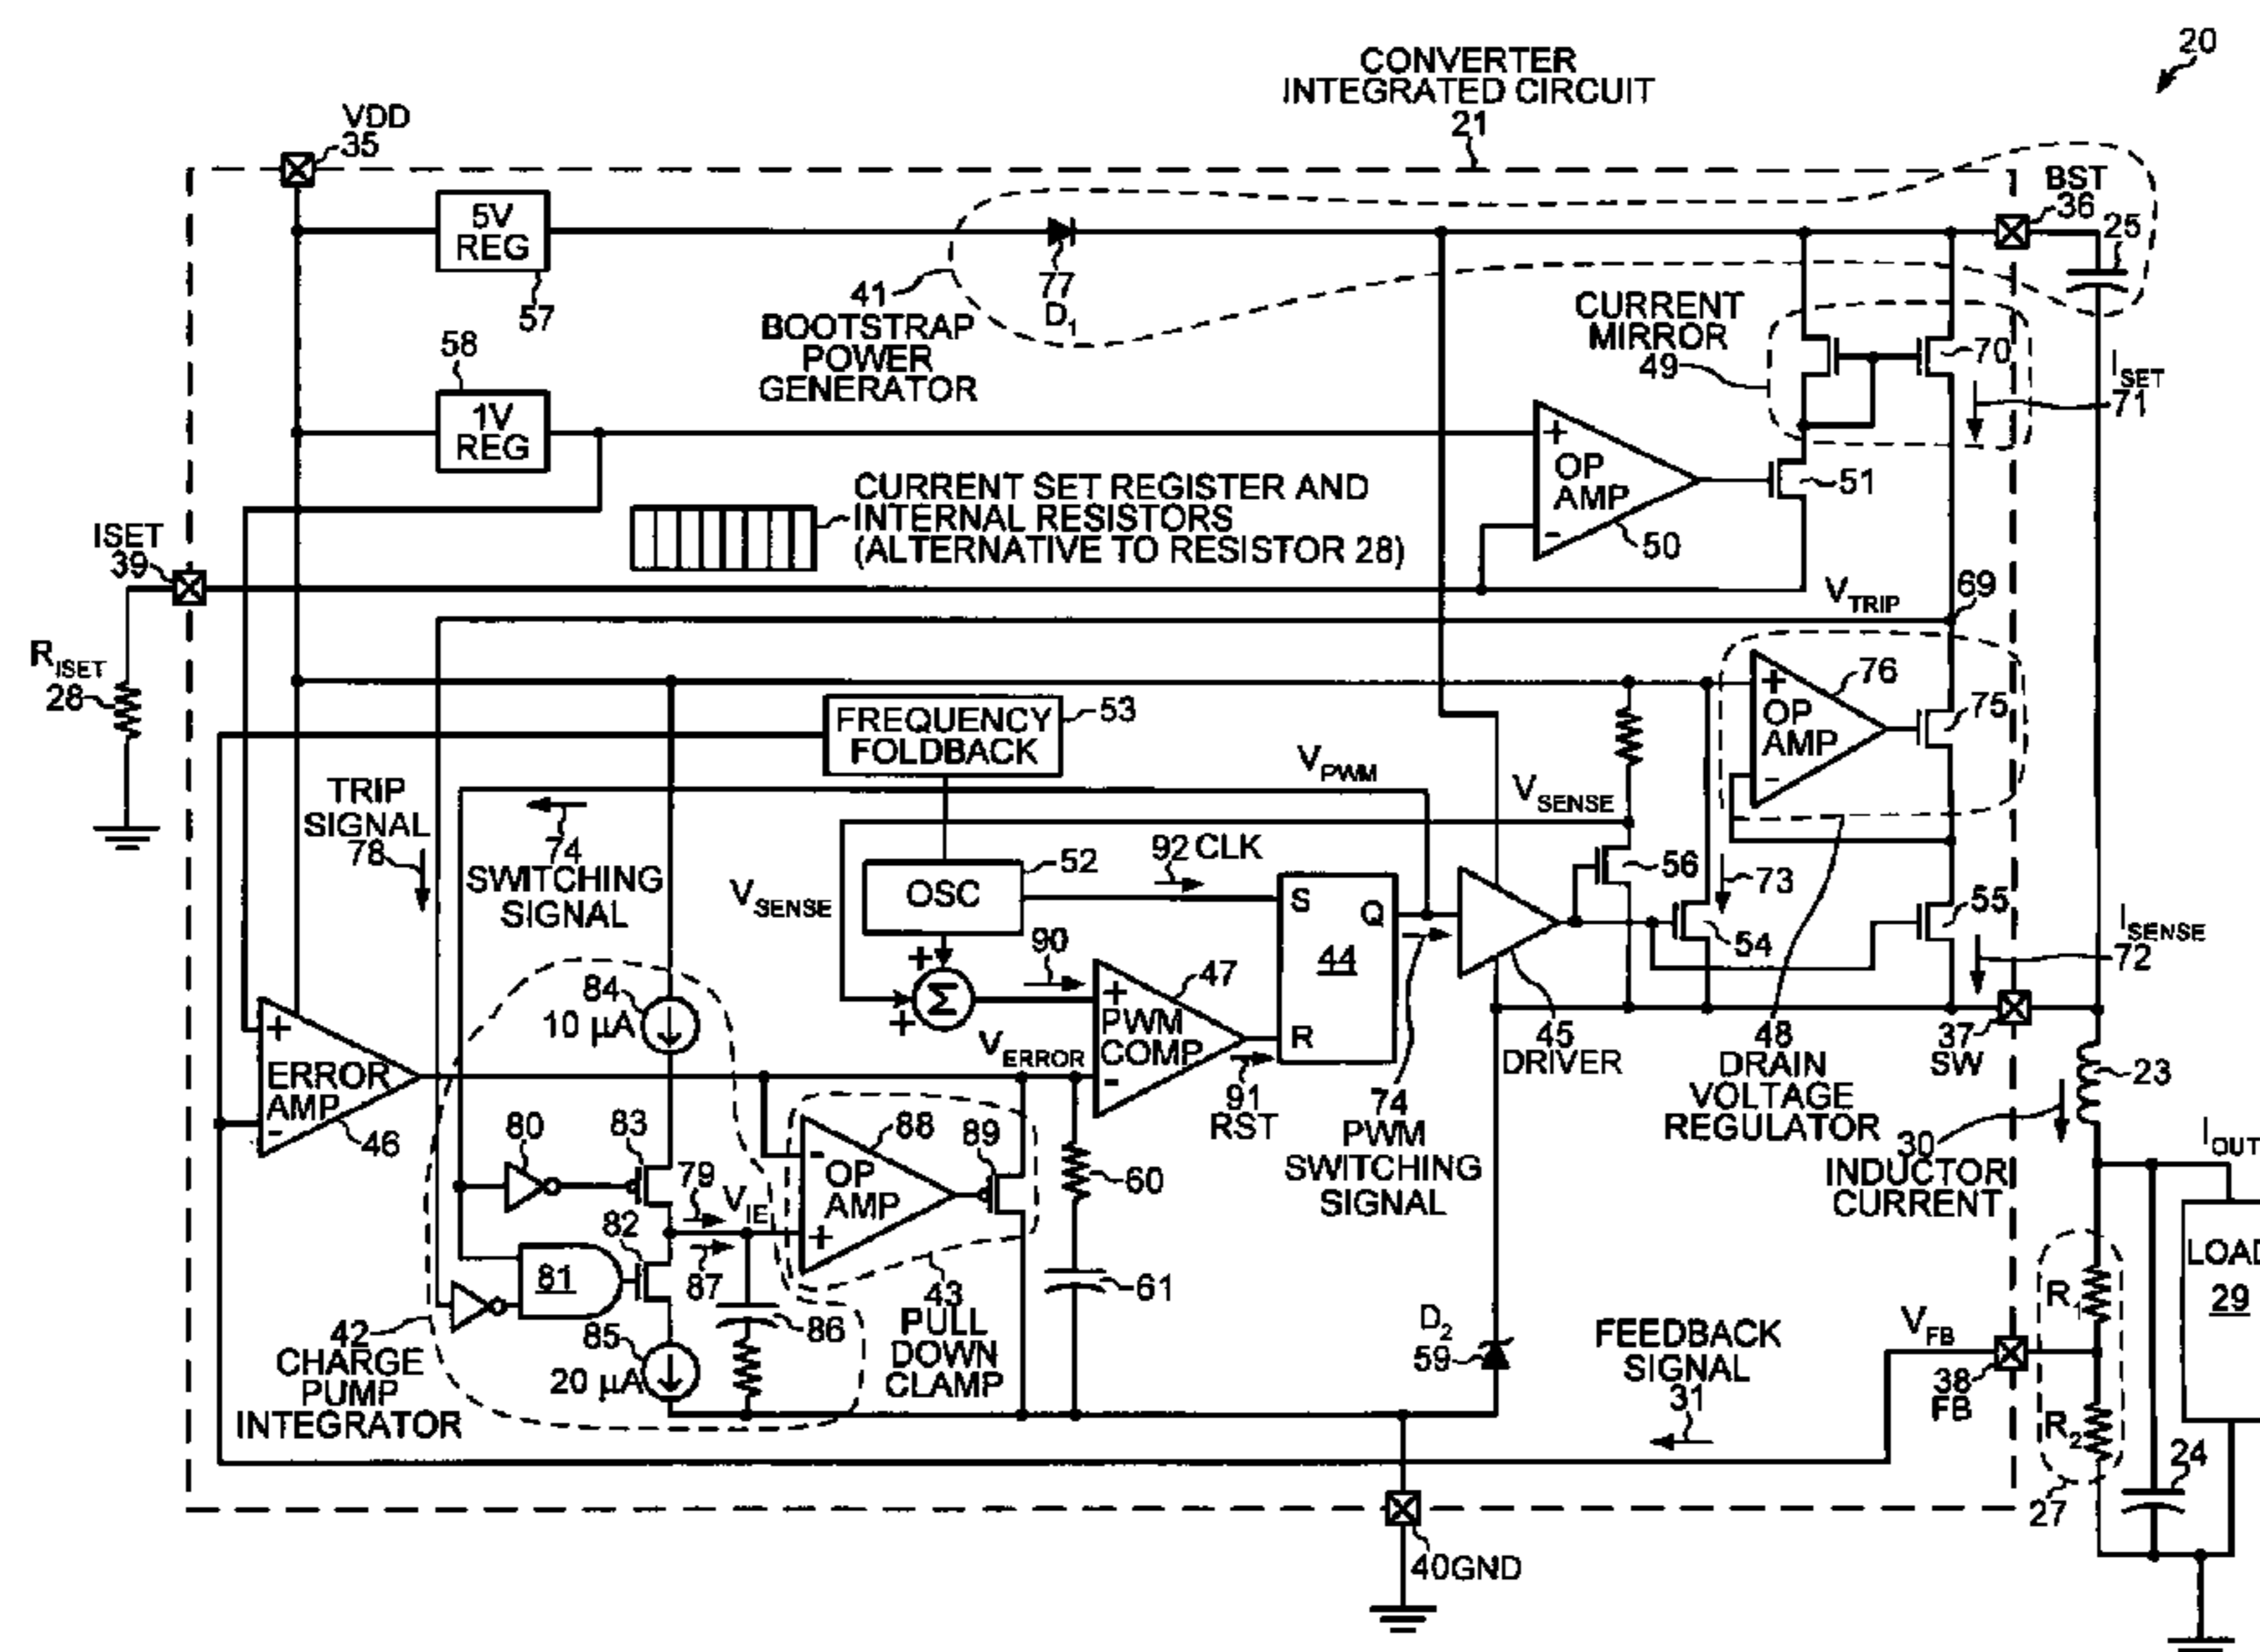 20
CONVERTER
INTEGRATED CIRCUIT
21
VDD
35
5V
REG
57
41
BOOTSTRAP
POWER
GENERATOR
77
D1
BST
36
25
CURRENT
MIRROR
49
70
ISET
71
58
1V
REG
+
OP
AMP
-
50
51
CURRENT SET REGISTER AND
INTERNAL RESISTORS
(ALTERNATIVE TO RESISTOR 28)
ISET
39
RISET
28
VTRIP
69
FREQUENCY
FOLDBACK
53
+
OP
AMP
-
76
75
TRIP
SIGNAL
78
74
SWITCHING
SIGNAL
VPWM
VSENSE
VSENSE
OSC
52
92 CLK
56
73
54
55
ISENSE
72
S
Q
44
R
+
Σ
+
90
+
PWM
COMP
-
47
91
RST
VERROR
74
PWM
SWITCHING
SIGNAL
45
DRIVER
48
DRAIN
VOLTAGE
REGULATOR
37
SW
23
30
INDUCTOR
CURRENT
IOUT
+
ERROR
AMP
-
46
84
10 µA
80
83
79
VIE
82
81
87
85
20 µA
86
42
CHARGE
PUMP
INTEGRATOR
-
OP
AMP
+
88
89
43
PULL
DOWN
CLAMP
60
61
D2
59
FEEDBACK
SIGNAL
31
VFB
38
FB
R1
R2
27
24
LOAD
29
40GND